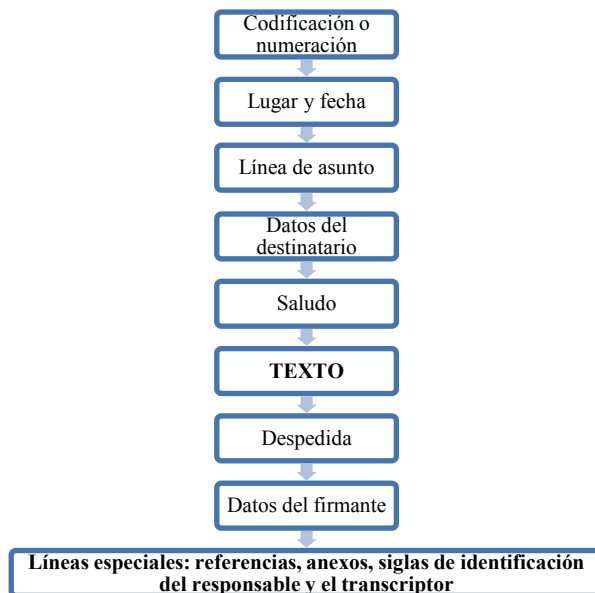 Codificación o
numeración
Lugar y fecha
Línea de asunto
Datos del
destinatario
Saludo
TEXTO
Despedida
Datos del firmante
Líneas especiales: referencias, anexos, siglas de identificación
del responsable y el transcriptor